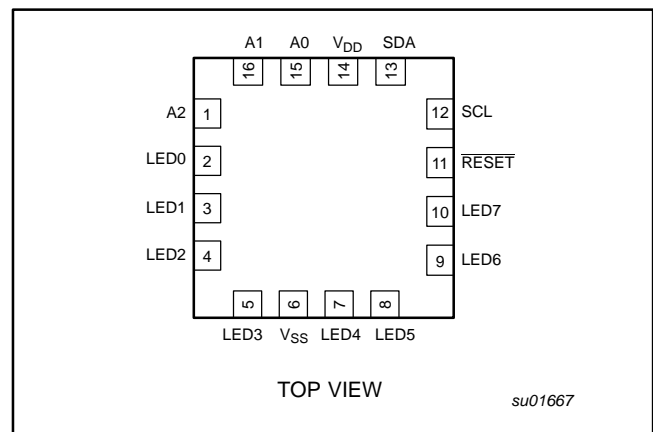 A1 A0 VDD SDA
16 15 14 13
A2 1 12 SCL
LED0 2 11 RESET
LED1 3 10 LED7
LED2 4 9 LED6
5 6 7 8
LED3 VSS LED4 LED5
TOP VIEW
su01667